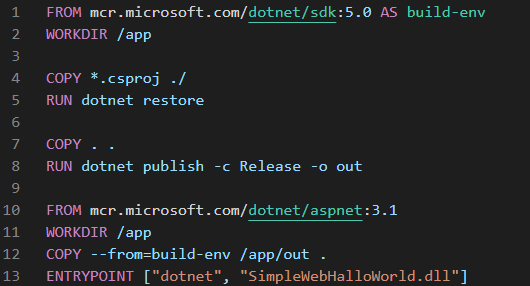 1 FROM mcr.microsoft.com/dotnet/sdk:5.0 AS build-env
2 WORKDIR /app
3
4 COPY *.csproj ./
5 RUN dotnet restore
6
7 COPY . .
8 RUN dotnet publish -c Release -o out
9
10 FROM mcr.microsoft.com/dotnet/aspnet:3.1
11 WORKDIR /app
12 COPY --from=build-env /app/out .
13 ENTRYPOINT ["dotnet", "SimpleWebHalloWorld.dll"]